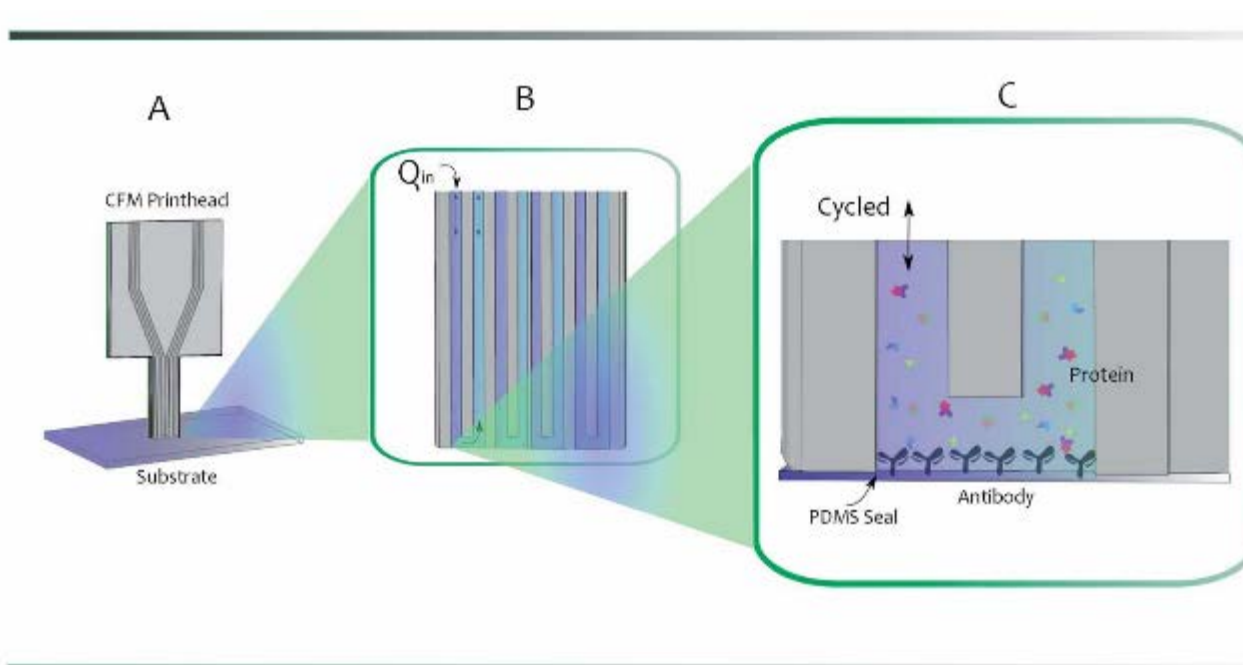 A
B
C
CFM Printhead
Qin
Cycled
Protein
Substrate
Antibody
PDMS Seal